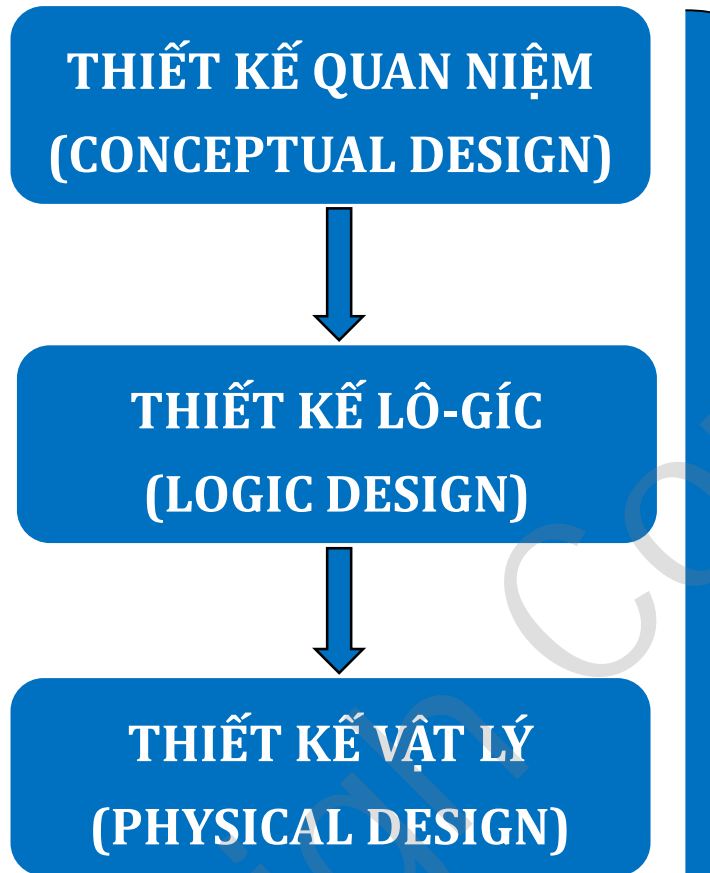 THIẾT KẾ QUAN NIỆM
(CONCEPTUAL DESIGN)
THIẾT KẾ LÔ-GÍC
(LOGIC DESIGN)
THIẾT KẾ VẬT LÝ
(PHYSICAL DESIGN)